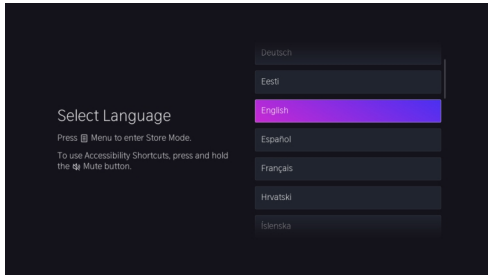 Select Language
Press Menu to enter Store Mode.
To use Accessibility Shortcuts, press and hold
the Mute button.
Deutsch
Eesti
English
Español
Français
Hrvatski
Íslenska